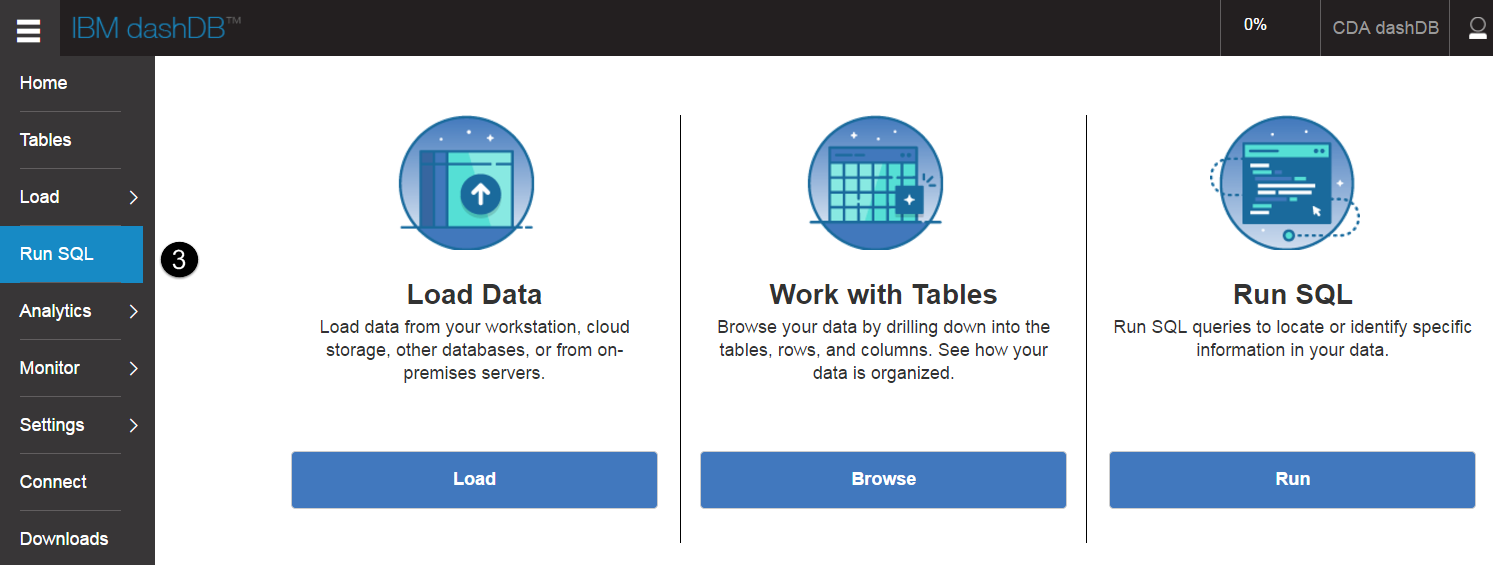 IBM dashDB™
0%
CDA dashDB
Home
Tables
Load
Run SQL
3
Analytics
Monitor
Settings
Connect
Downloads
Load Data
Load data from your workstation, cloud
storage, other databases, or from on-
premises servers.
Load
Work with Tables
Browse your data by drilling down into the
tables, rows, and columns. See how your
data is organized.
Browse
Run SQL
Run SQL queries to locate or identify specific
information in your data.
Run